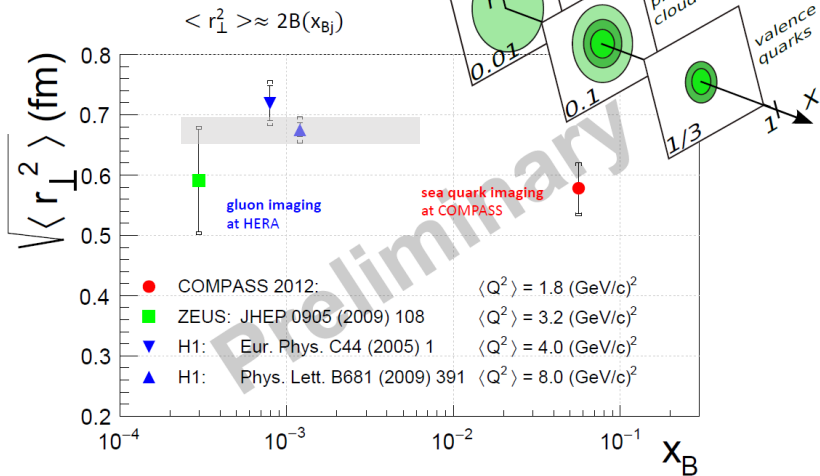 < r⊥² >≈ 2B(x_Bj)
cloud
valence
quarks
0.01
0.1
1/3
1
x
√⟨ r⊥² ⟩ (fm)
0.8
0.7
0.6
0.5
0.4
0.3
0.2
gluon imaging
at HERA
sea quark imaging
at COMPASS
Preliminary
COMPASS 2012: ⟨Q²⟩ = 1.8 (GeV/c)²
ZEUS: JHEP 0905 (2009) 108 ⟨Q²⟩ = 3.2 (GeV/c)²
H1: Eur. Phys. C44 (2005) 1 ⟨Q²⟩ = 4.0 (GeV/c)²
H1: Phys. Lett. B681 (2009) 391 ⟨Q²⟩ = 8.0 (GeV/c)²
10⁻⁴ 10⁻³ 10⁻² 10⁻¹
x_B